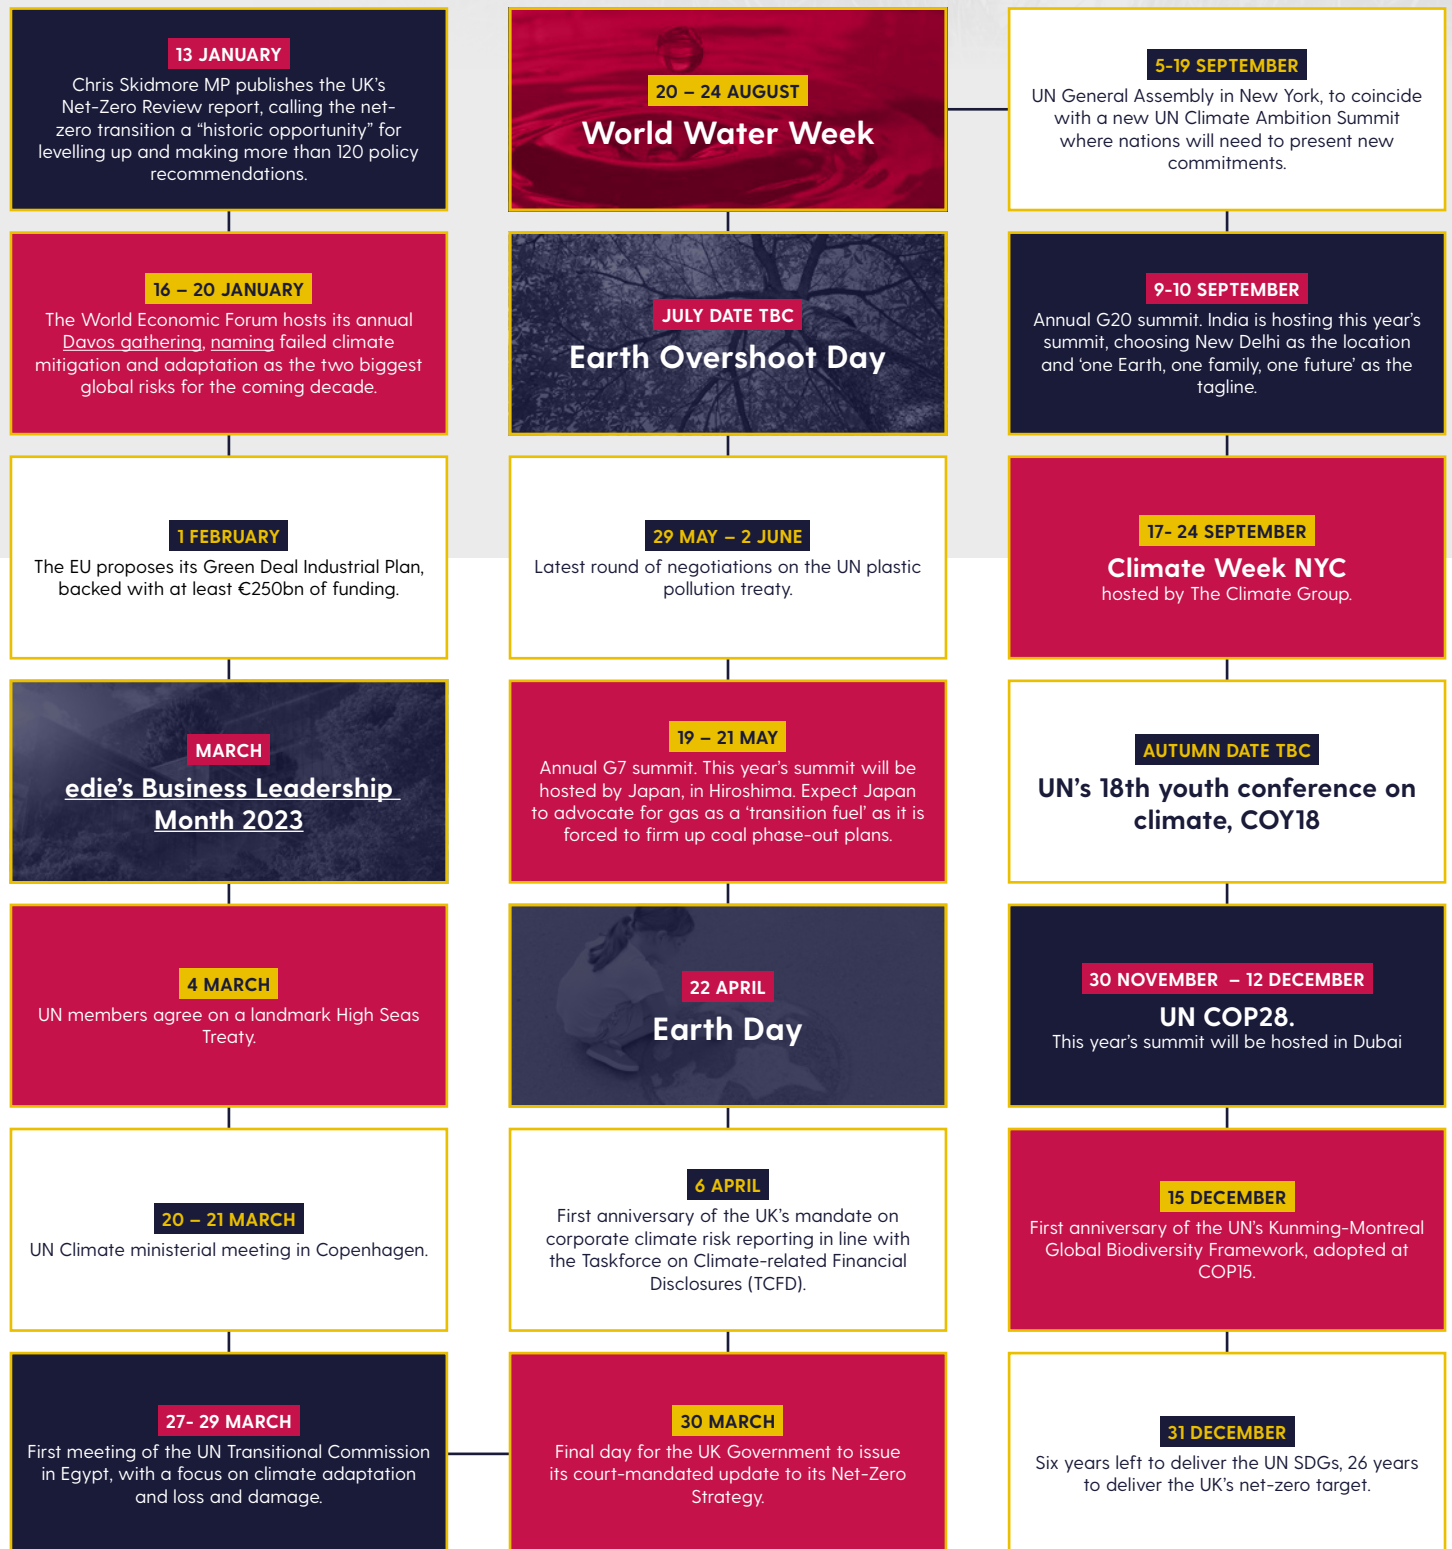 13 JANUARY
Chris Skidmore MP publishes the UK’s
Net-Zero Review report, calling the net-
zero transition a “historic opportunity” for
levelling up and making more than 120 policy
recommendations.
16 – 20 JANUARY
The World Economic Forum hosts its annual
Davos gathering, naming failed climate
mitigation and adaptation as the two biggest
global risks for the coming decade.
1 FEBRUARY
The EU proposes its Green Deal Industrial Plan,
backed with at least €250bn of funding.
MARCH
edie’s Business Leadership
Month 2023
4 MARCH
UN members agree on a landmark High Seas
Treaty.
20 – 21 MARCH
UN Climate ministerial meeting in Copenhagen.
27- 29 MARCH
First meeting of the UN Transitional Commission
in Egypt, with a focus on climate adaptation
and loss and damage.
30 MARCH
Final day for the UK Government to issue
its court-mandated update to its Net-Zero
Strategy.
6 APRIL
First anniversary of the UK’s mandate on
corporate climate risk reporting in line with
the Taskforce on Climate-related Financial
Disclosures (TCFD).
22 APRIL
Earth Day
19 – 21 MAY
Annual G7 summit. This year’s summit will be
hosted by Japan, in Hiroshima. Expect Japan
to advocate for gas as a ‘transition fuel’ as it is
forced to firm up coal phase-out plans.
29 MAY – 2 JUNE
Latest round of negotiations on the UN plastic
pollution treaty.
JULY DATE TBC
Earth Overshoot Day
20 – 24 AUGUST
World Water Week
5-19 SEPTEMBER
UN General Assembly in New York, to coincide
with a new UN Climate Ambition Summit
where nations will need to present new
commitments.
9-10 SEPTEMBER
Annual G20 summit. India is hosting this year’s
summit, choosing New Delhi as the location
and ‘one Earth, one family, one future’ as the
tagline.
17- 24 SEPTEMBER
Climate Week NYC
hosted by The Climate Group.
AUTUMN DATE TBC
UN’s 18th youth conference on
climate, COY18
30 NOVEMBER – 12 DECEMBER
UN COP28.
This year’s summit will be hosted in Dubai
15 DECEMBER
First anniversary of the UN’s Kunming-Montreal
Global Biodiversity Framework, adopted at
COP15.
31 DECEMBER
Six years left to deliver the UN SDGs, 26 years
to deliver the UK’s net-zero target.